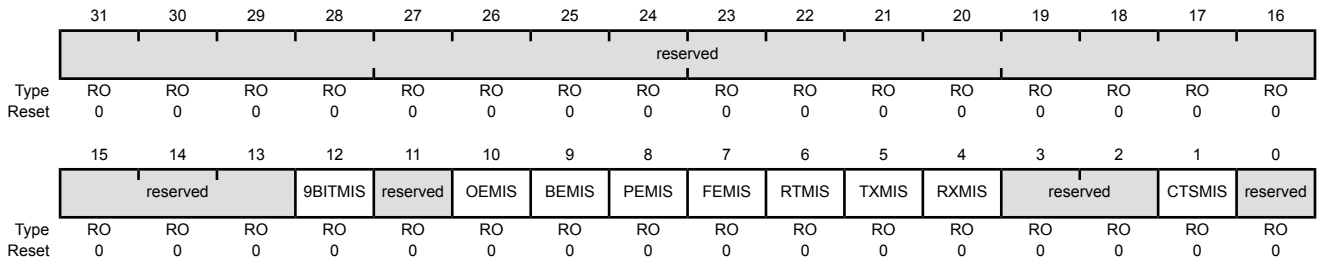 31 30 29 28 27 26 25 24 23 22 21 20 19 18 17 16
reserved
Type RO RO RO RO RO RO RO RO RO RO RO RO RO RO RO RO
Reset 0 0 0 0 0 0 0 0 0 0 0 0 0 0 0 0
15 14 13 12 11 10 9 8 7 6 5 4 3 2 1 0
reserved 9BITMIS reserved OEMIS BEMIS PEMIS FEMIS RTMIS TXMIS RXMIS reserved CTSMIS reserved
Type RO RO RO RO RO RO RO RO RO RO RO RO RO RO RO RO
Reset 0 0 0 0 0 0 0 0 0 0 0 0 0 0 0 0